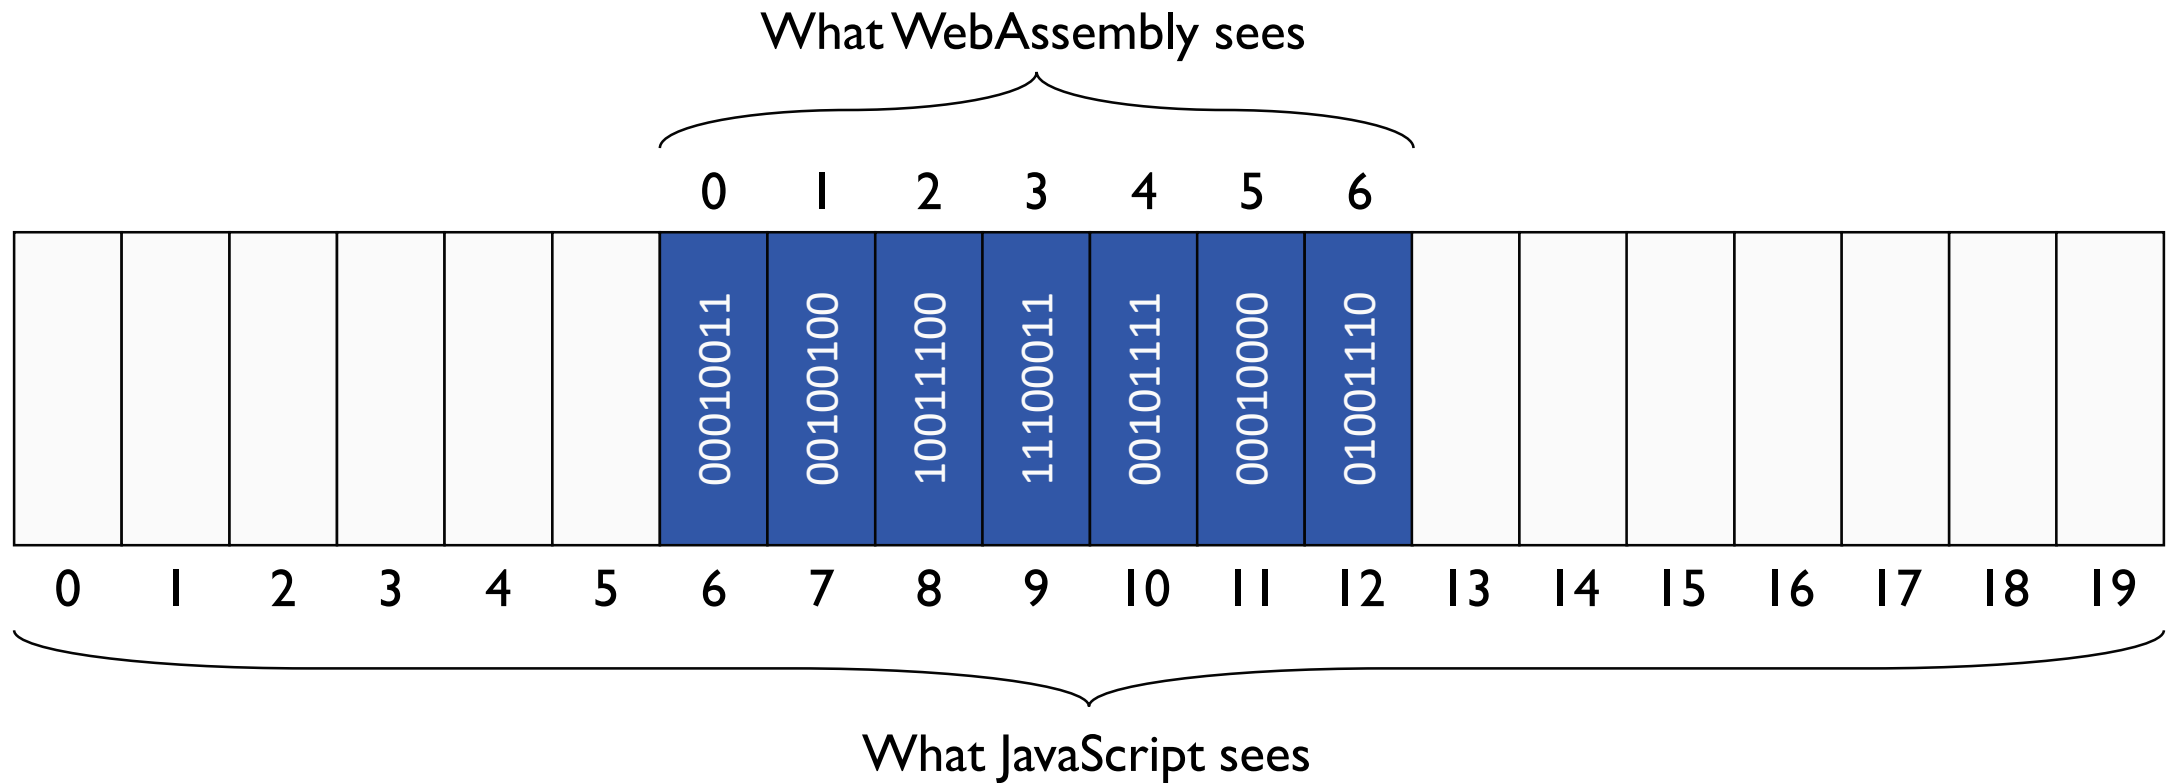 What WebAssembly sees
0 1 2 3 4 5 6
00010011 00100100 10011100 11100011 00101111 00010000 01001110
0 1 2 3 4 5 6 7 8 9 10 11 12 13 14 15 16 17 18 19
What JavaScript sees